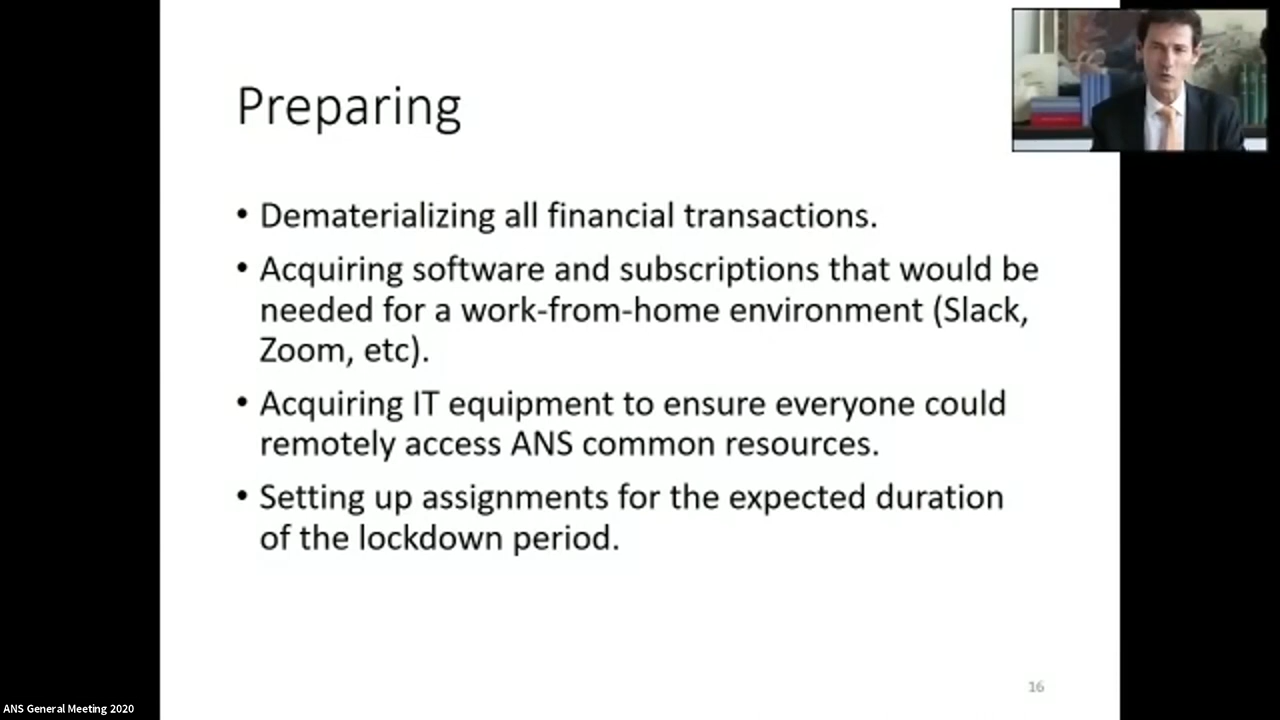 Preparing
• Dematerializing all financial transactions.
• Acquiring software and subscriptions that would be
needed for a work-from-home environment (Slack,
Zoom, etc).
• Acquiring IT equipment to ensure everyone could
remotely access ANS common resources.
• Setting up assignments for the expected duration
of the lockdown period.
16
ANS General Meeting 2020